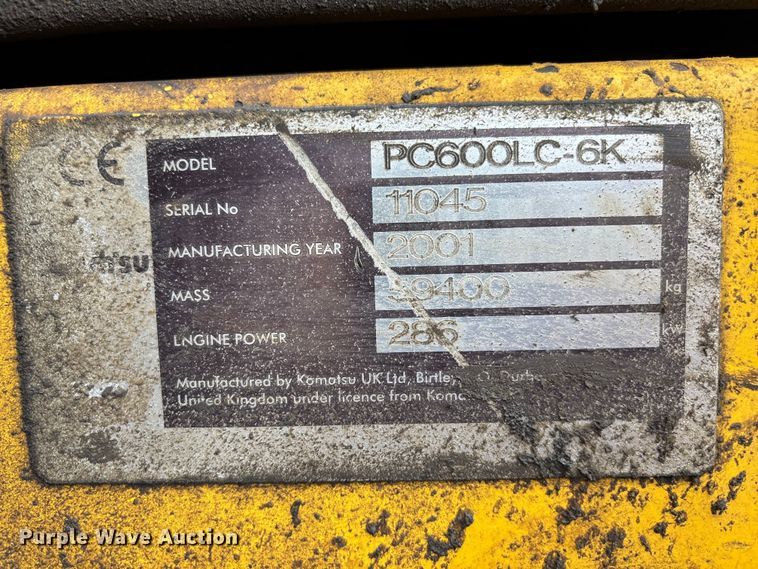 CE
MODEL PC600LC-6K
SERIAL No 11045
MANUFACTURING YEAR 2001
MASS 59400 kg
ENGINE POWER 286 kW
Manufactured by Komatsu UK Ltd, Birtley
United Kingdom under licence from
Purple Wave Auction